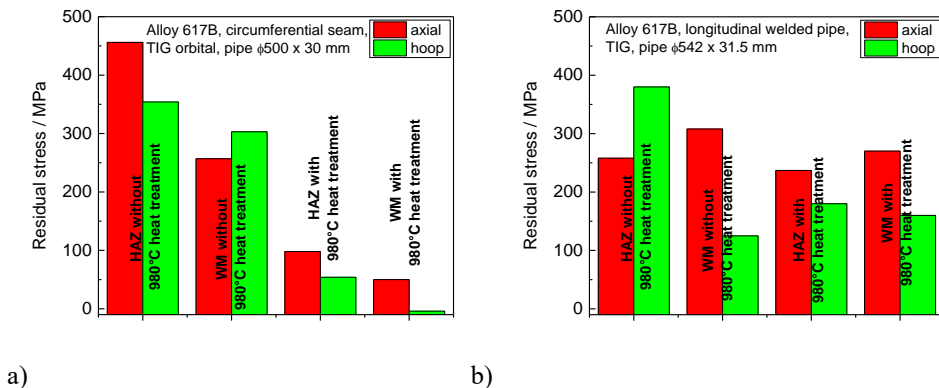 a)
Residual stress / MPa
500
400
300
200
100
0
Alloy 617B, circumferential seam,
TIG orbital, pipe ϕ500 x 30 mm
axial
hoop
HAZ without
980°C heat treatment
WM without
980°C heat treatment
HAZ with
980°C heat treatment
WM with
980°C heat treatment
b)
Residual stress / MPa
500
400
300
200
100
0
Alloy 617B, longitudinal welded pipe,
TIG, pipe ϕ542 x 31.5 mm
axial
hoop
HAZ without
980°C heat treatment
WM without
980°C heat treatment
HAZ with
980°C heat treatment
WM with
980°C heat treatment